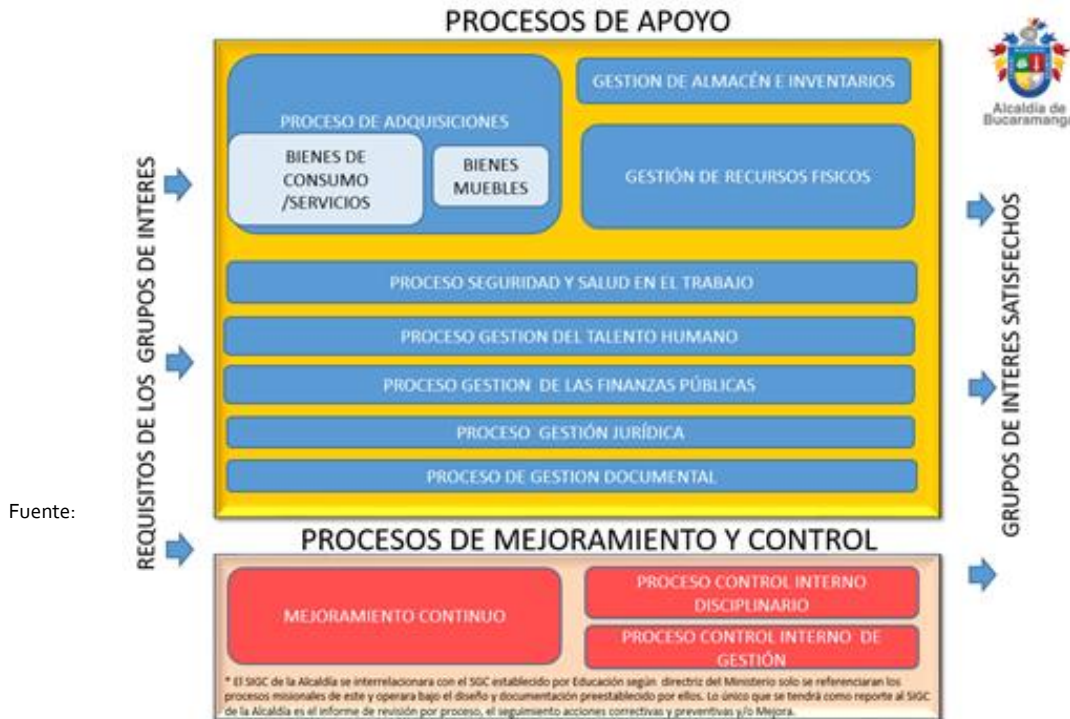 PROCESOS DE APOYO
Alcaldía de
Bucaramanga
REQUISITOS DE LOS GRUPOS DE INTERES
PROCESO DE ADQUISICIONES
BIENES DE
CONSUMO
/SERVICIOS
BIENES
MUEBLES
GESTION DE ALMACÉN E INVENTARIOS
GESTIÓN DE RECURSOS FISICOS
PROCESO SEGURIDAD Y SALUD EN EL TRABAJO
PROCESO GESTION DEL TALENTO HUMANO
PROCESO GESTION DE LAS FINANZAS PÚBLICAS
PROCESO GESTIÓN JURÍDICA
PROCESO DE GESTION DOCUMENTAL
GRUPOS DE INTERES SATISFECHOS
Fuente:
PROCESOS DE MEJORAMIENTO Y CONTROL
MEJORAMIENTO CONTINUO
PROCESO CONTROL INTERNO
DISCIPLINARIO
PROCESO CONTROL INTERNO DE
GESTIÓN
* El SIGC de la Alcaldía se interrelacionara con el SGC establecido por Educación según directriz del Ministerio solo se referenciaran los
procesos misionales de este y operara bajo el diseño y documentación preestablecido por ellos. Lo único que se tendrá como reporte al SIGC
de la Alcaldía es el informe de revisión por proceso, el seguimiento acciones correctivas y preventivas y/o Mejora.